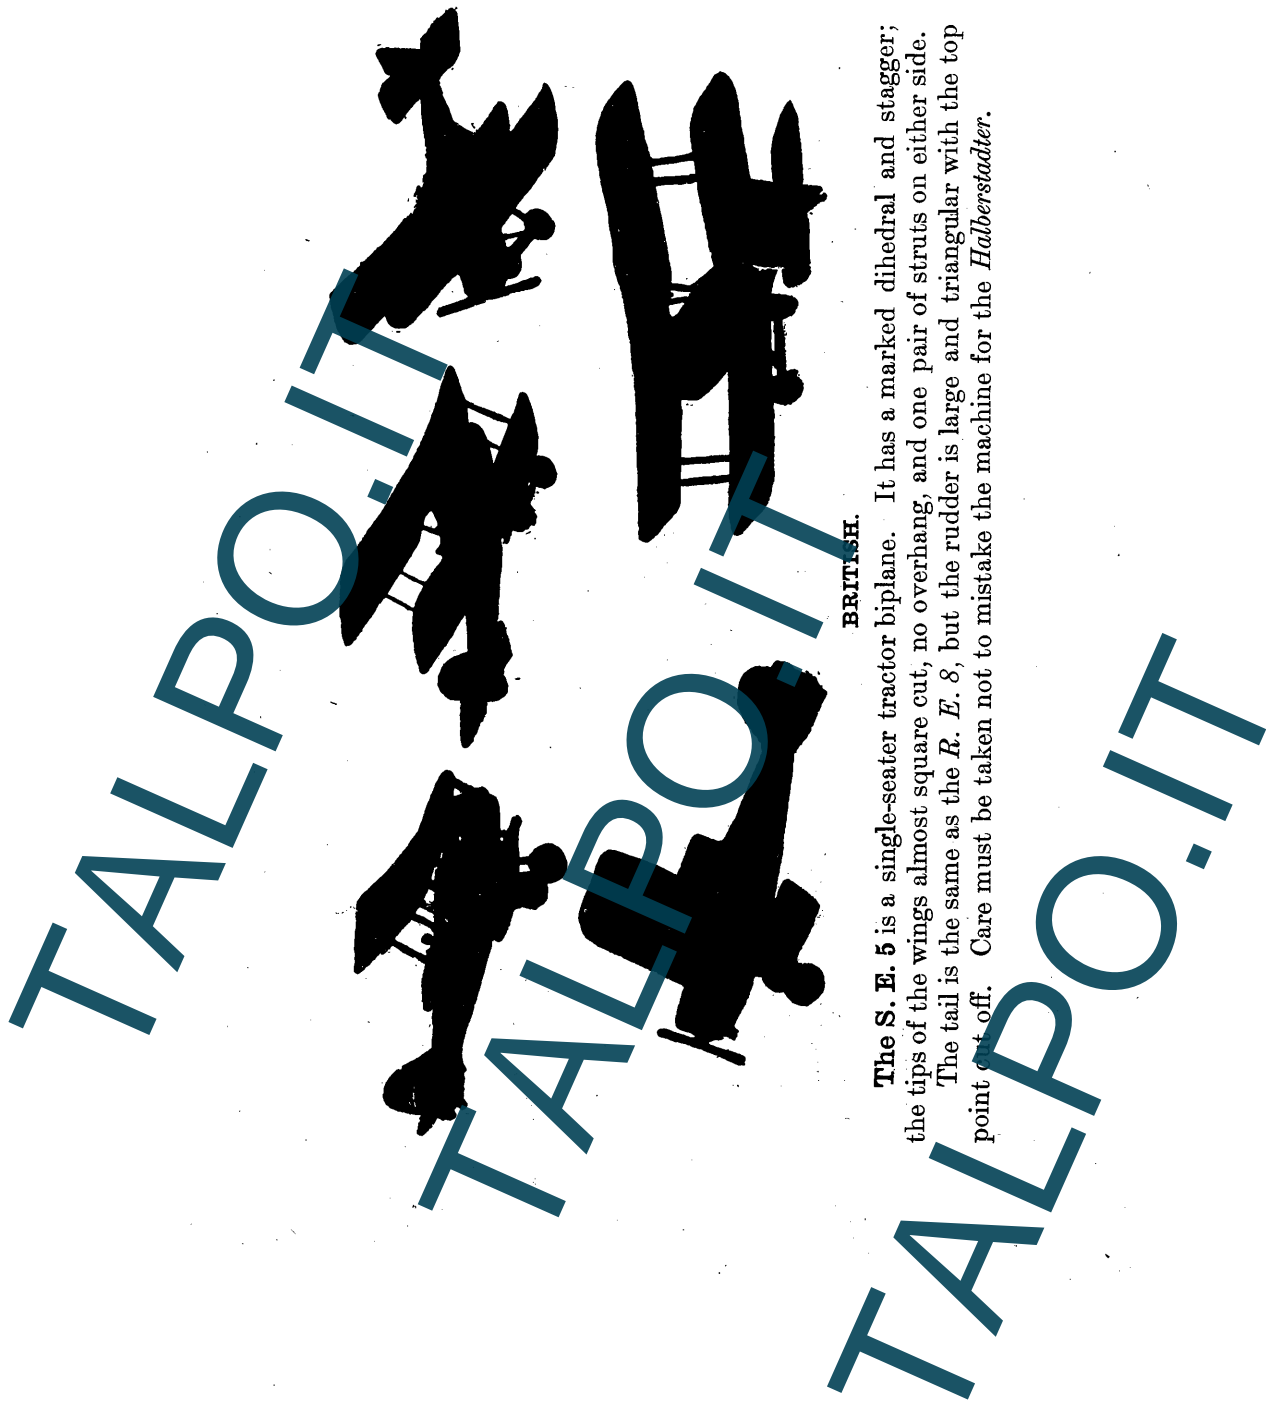 BRITISH.
The S. E. 5 is a single-seater tractor biplane. It has a marked dihedral and stagger;
the tips of the wings almost square cut, no overhang, and one pair of struts on either side.
The tail is the same as the R. E. 8, but the rudder is large and triangular with the top
point cut off. Care must be taken not to mistake the machine for the Halberstadter.
TALPO.IT
TALPO.IT
TALPO.IT